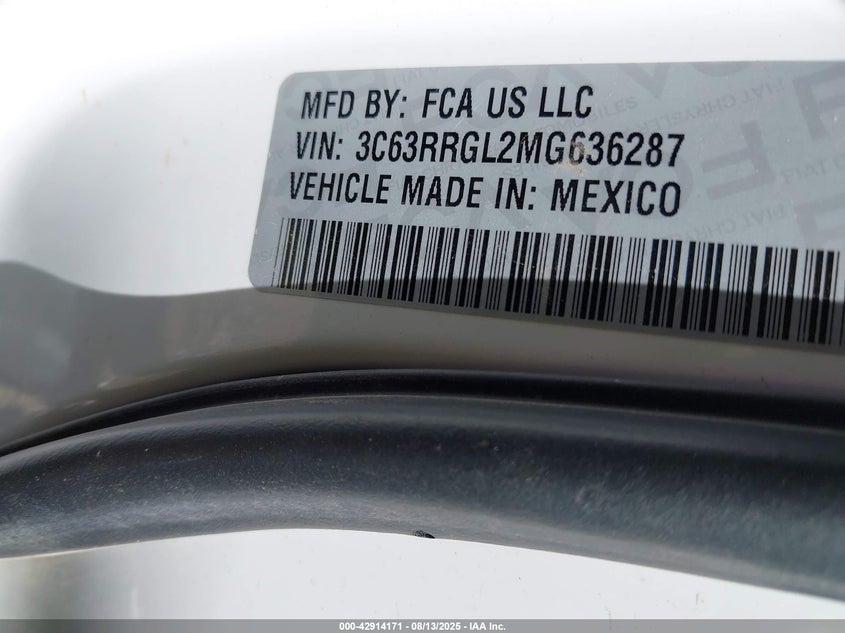 MFD BY: FCA US LLC
VIN: 3C63RRGL2MG636287
VEHICLE MADE IN: MEXICO
000-42914171 - 08/13/2025 - IAA Inc.